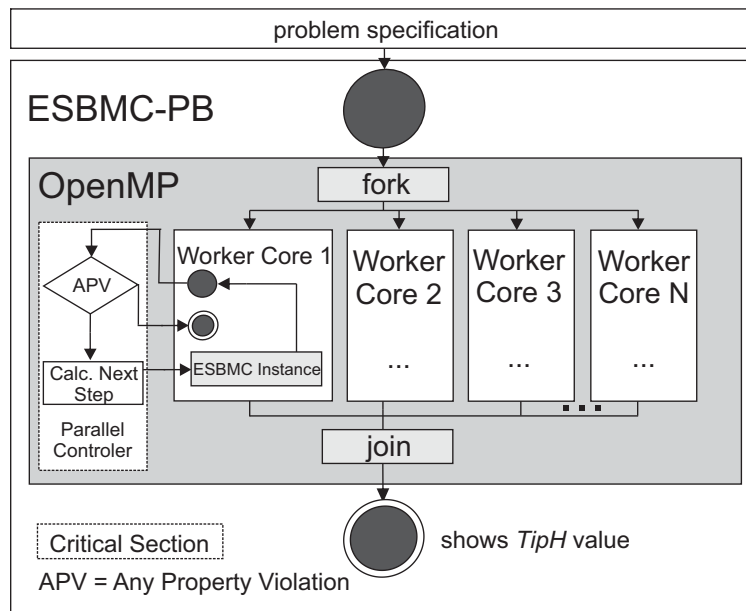 problem specification
ESBMC-PB
OpenMP
fork
Worker Core 1
Worker
Core 2
...
Worker
Core 3
...
Worker
Core N
...
APV
ESBMC Instance
Calc. Next
Step
Parallel
Controler
join
shows TipH value
Critical Section
APV = Any Property Violation